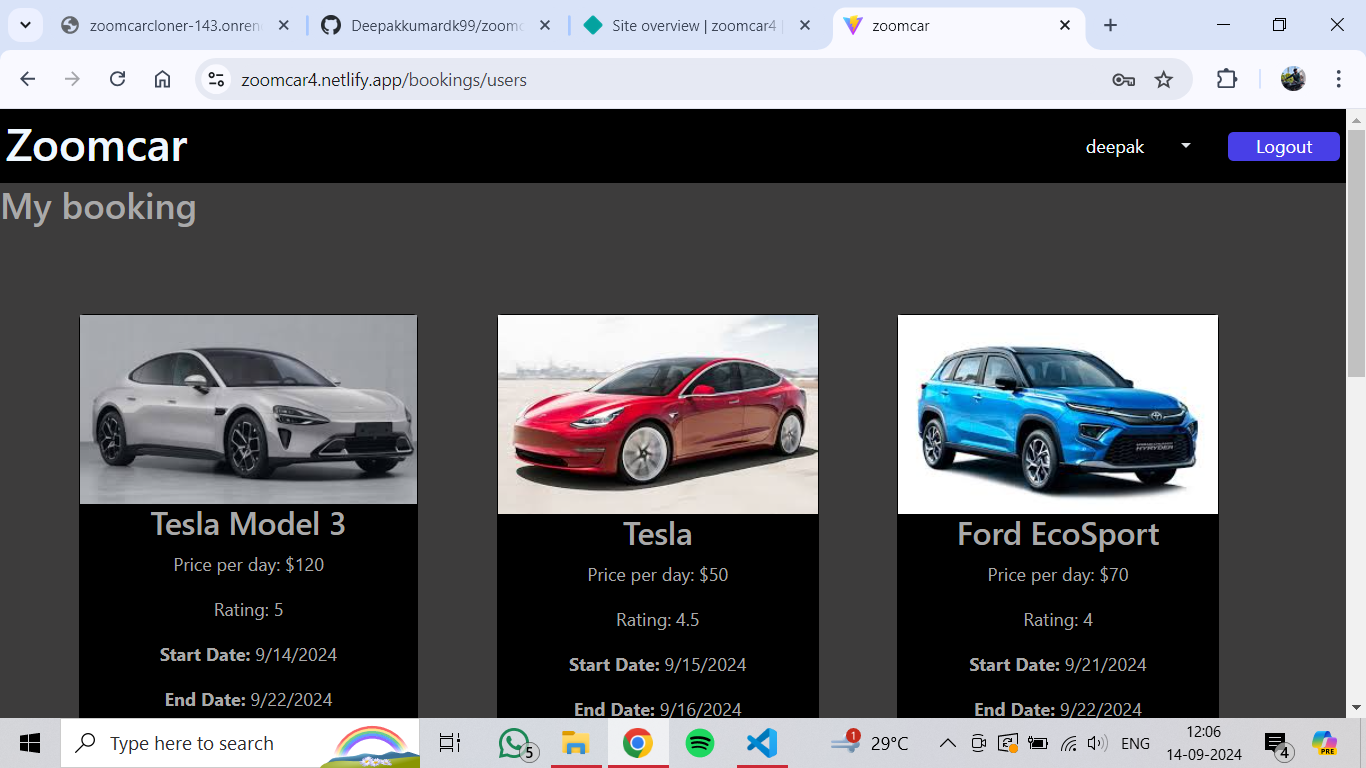 zoomcarcloner-143.onren
Deepakkumardk99/zoomc
Site overview | zoomcar4 |
zoomcar
zoomcar4.netlify.app/bookings/users
Zoomcar
deepak
Logout
My booking
Tesla Model 3
Price per day: $120
Rating: 5
Start Date: 9/14/2024
End Date: 9/22/2024
Tesla
Price per day: $50
Rating: 4.5
Start Date: 9/15/2024
End Date: 9/16/2024
HYRYDER
Ford EcoSport
Price per day: $70
Rating: 4
Start Date: 9/21/2024
End Date: 9/22/2024
Type here to search
5
1
29°C
ENG
12:06
14-09-2024
4
PRE